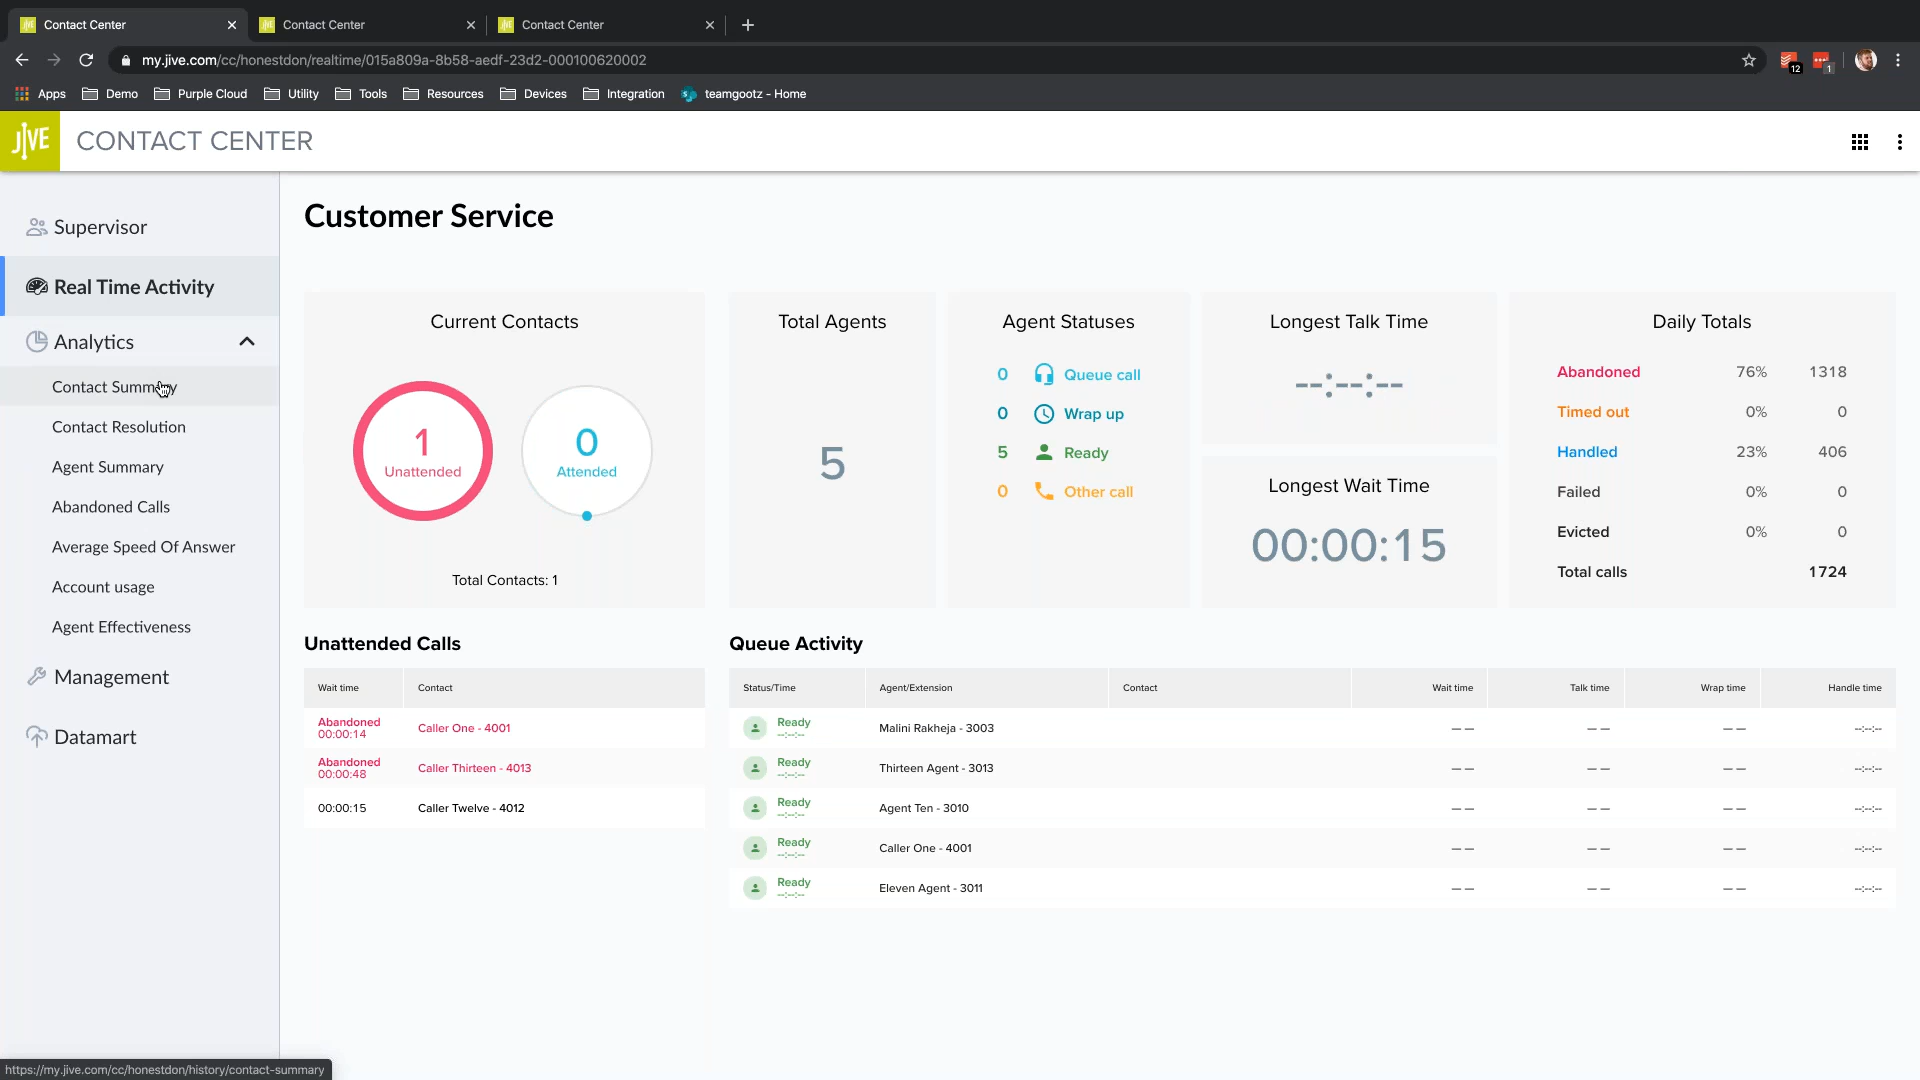 Contact Center
Contact Center
Contact Center
my.jive.com/cc/honestdon/realtime/015a809a-8b58-aedf-23d2-000100620002
12
1
Apps Demo Purple Cloud Utility Tools Resources Devices Integration teamgootz - Home
JIVE CONTACT CENTER
Supervisor
Real Time Activity
Analytics
Contact Summary
Contact Resolution
Agent Summary
Abandoned Calls
Average Speed Of Answer
Account usage
Agent Effectiveness
Management
Datamart
Customer Service
Current Contacts
1
Unattended
0
Attended
Total Contacts: 1
Total Agents
5
Agent Statuses
0 Queue call
0 Wrap up
5 Ready
0 Other call
Longest Talk Time
--:--:--
Longest Wait Time
00:00:15
Daily Totals
Abandoned 76% 1318
Timed out 0% 0
Handled 23% 406
Failed 0% 0
Evicted 0% 0
Total calls 1724
Unattended Calls
Wait time Contact
Abandoned
00:00:14 Caller One - 4001
Abandoned
00:00:48 Caller Thirteen - 4013
00:00:15 Caller Twelve - 4012
Queue Activity
Status/Time Agent/Extension Contact Wait time Talk time Wrap time Handle time
Ready
--:--:-- Malini Rakheja - 3003 — — — — — — --:--:--
Ready
--:--:-- Thirteen Agent - 3013 — — — — — — --:--:--
Ready
--:--:-- Agent Ten - 3010 — — — — — — --:--:--
Ready
--:--:-- Caller One - 4001 — — — — — — --:--:--
Ready
--:--:-- Eleven Agent - 3011 — — — — — — --:--:--
https://my.jive.com/cc/honestdon/history/contact-summary